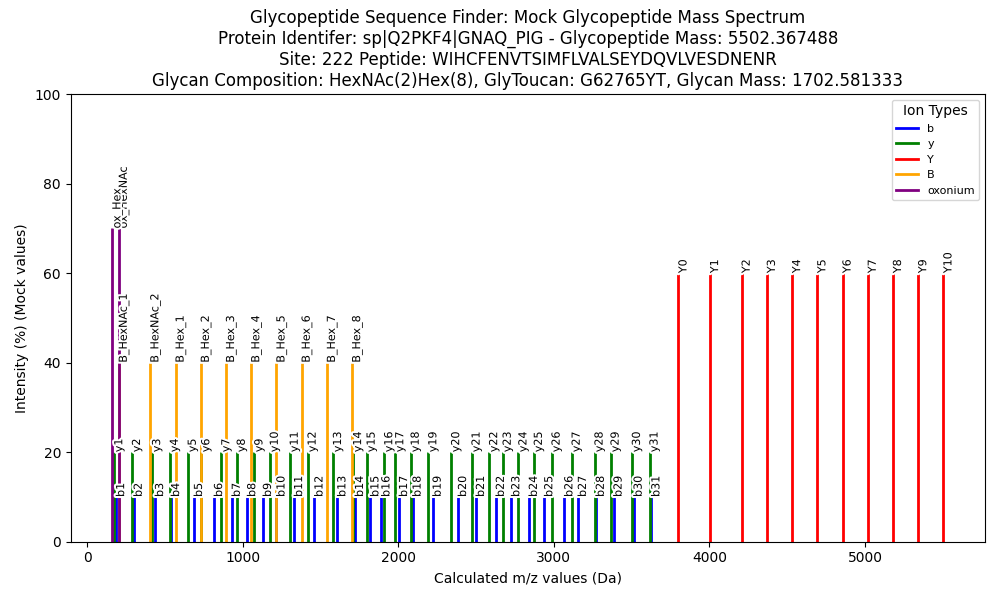 Glycopeptide Sequence Finder: Mock Glycopeptide Mass Spectrum
Protein Identifer: sp|Q2PKF4|GNAQ_PIG - Glycopeptide Mass: 5502.367488
Site: 222 Peptide: WIHCFENVTSIMFLVALSEYDQVLVESDNENR
Glycan Composition: HexNAc(2)Hex(8), GlyToucan: G62765YT, Glycan Mass: 1702.581333
Intensity (%) (Mock values)
100
80
60
40
20
0
Ion Types
b
y
Y
B
oxonium
ox_Hex
ox_HexNAc
B_HexNAc_1
B_HexNAc_2
B_Hex_1
B_Hex_2
B_Hex_3
B_Hex_4
B_Hex_5
B_Hex_6
B_Hex_7
B_Hex_8
Y0
Y1
Y2
Y3
Y4
Y5
Y6
Y7
Y8
Y9
Y10
y1
y2
y3
y4
y5
y6
y7
y8
y9
y10
y11
y12
y13
y14
y15
y16
y17
y18
y19
y20
y21
y22
y23
y24
y25
y26
y27
y28
y29
y30
y31
b1
b2
b3
b4
b5
b6
b7
b8
b9
b10
b11
b12
b13
b14
b15
b16
b17
b18
b19
b20
b21
b22
b23
b24
b25
b26
b27
b28
b29
b30
b31
0
1000
2000
3000
4000
5000
Calculated m/z values (Da)